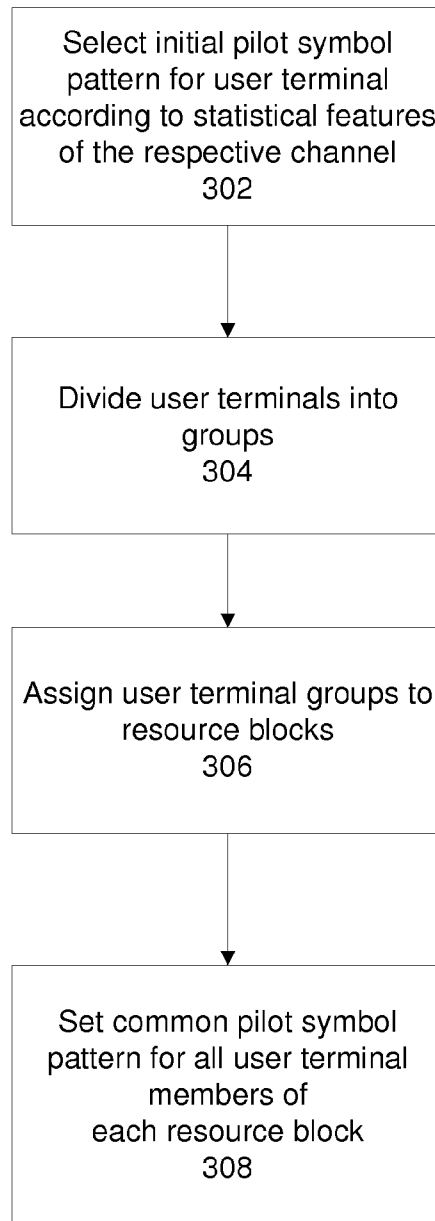 Select initial pilot symbol
pattern for user terminal
according to statistical features
of the respective channel
302
Divide user terminals into
groups
304
Assign user terminal groups to
resource blocks
306
Set common pilot symbol
pattern for all user terminal
members of
each resource block
308